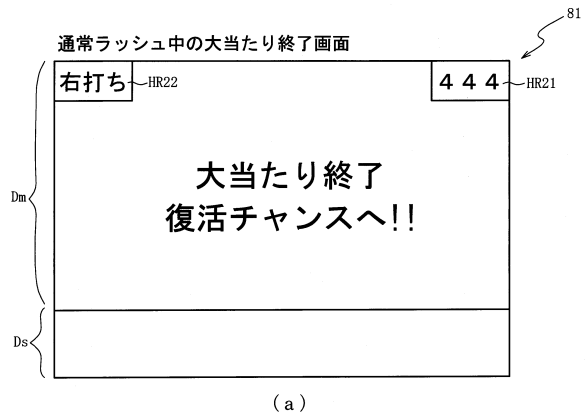 81
通常ラッシュ中の大当たり終了画面
右打ち HR22 444 HR21
大当たり終了
復活チャンスへ!!
Dm
Ds
(a)